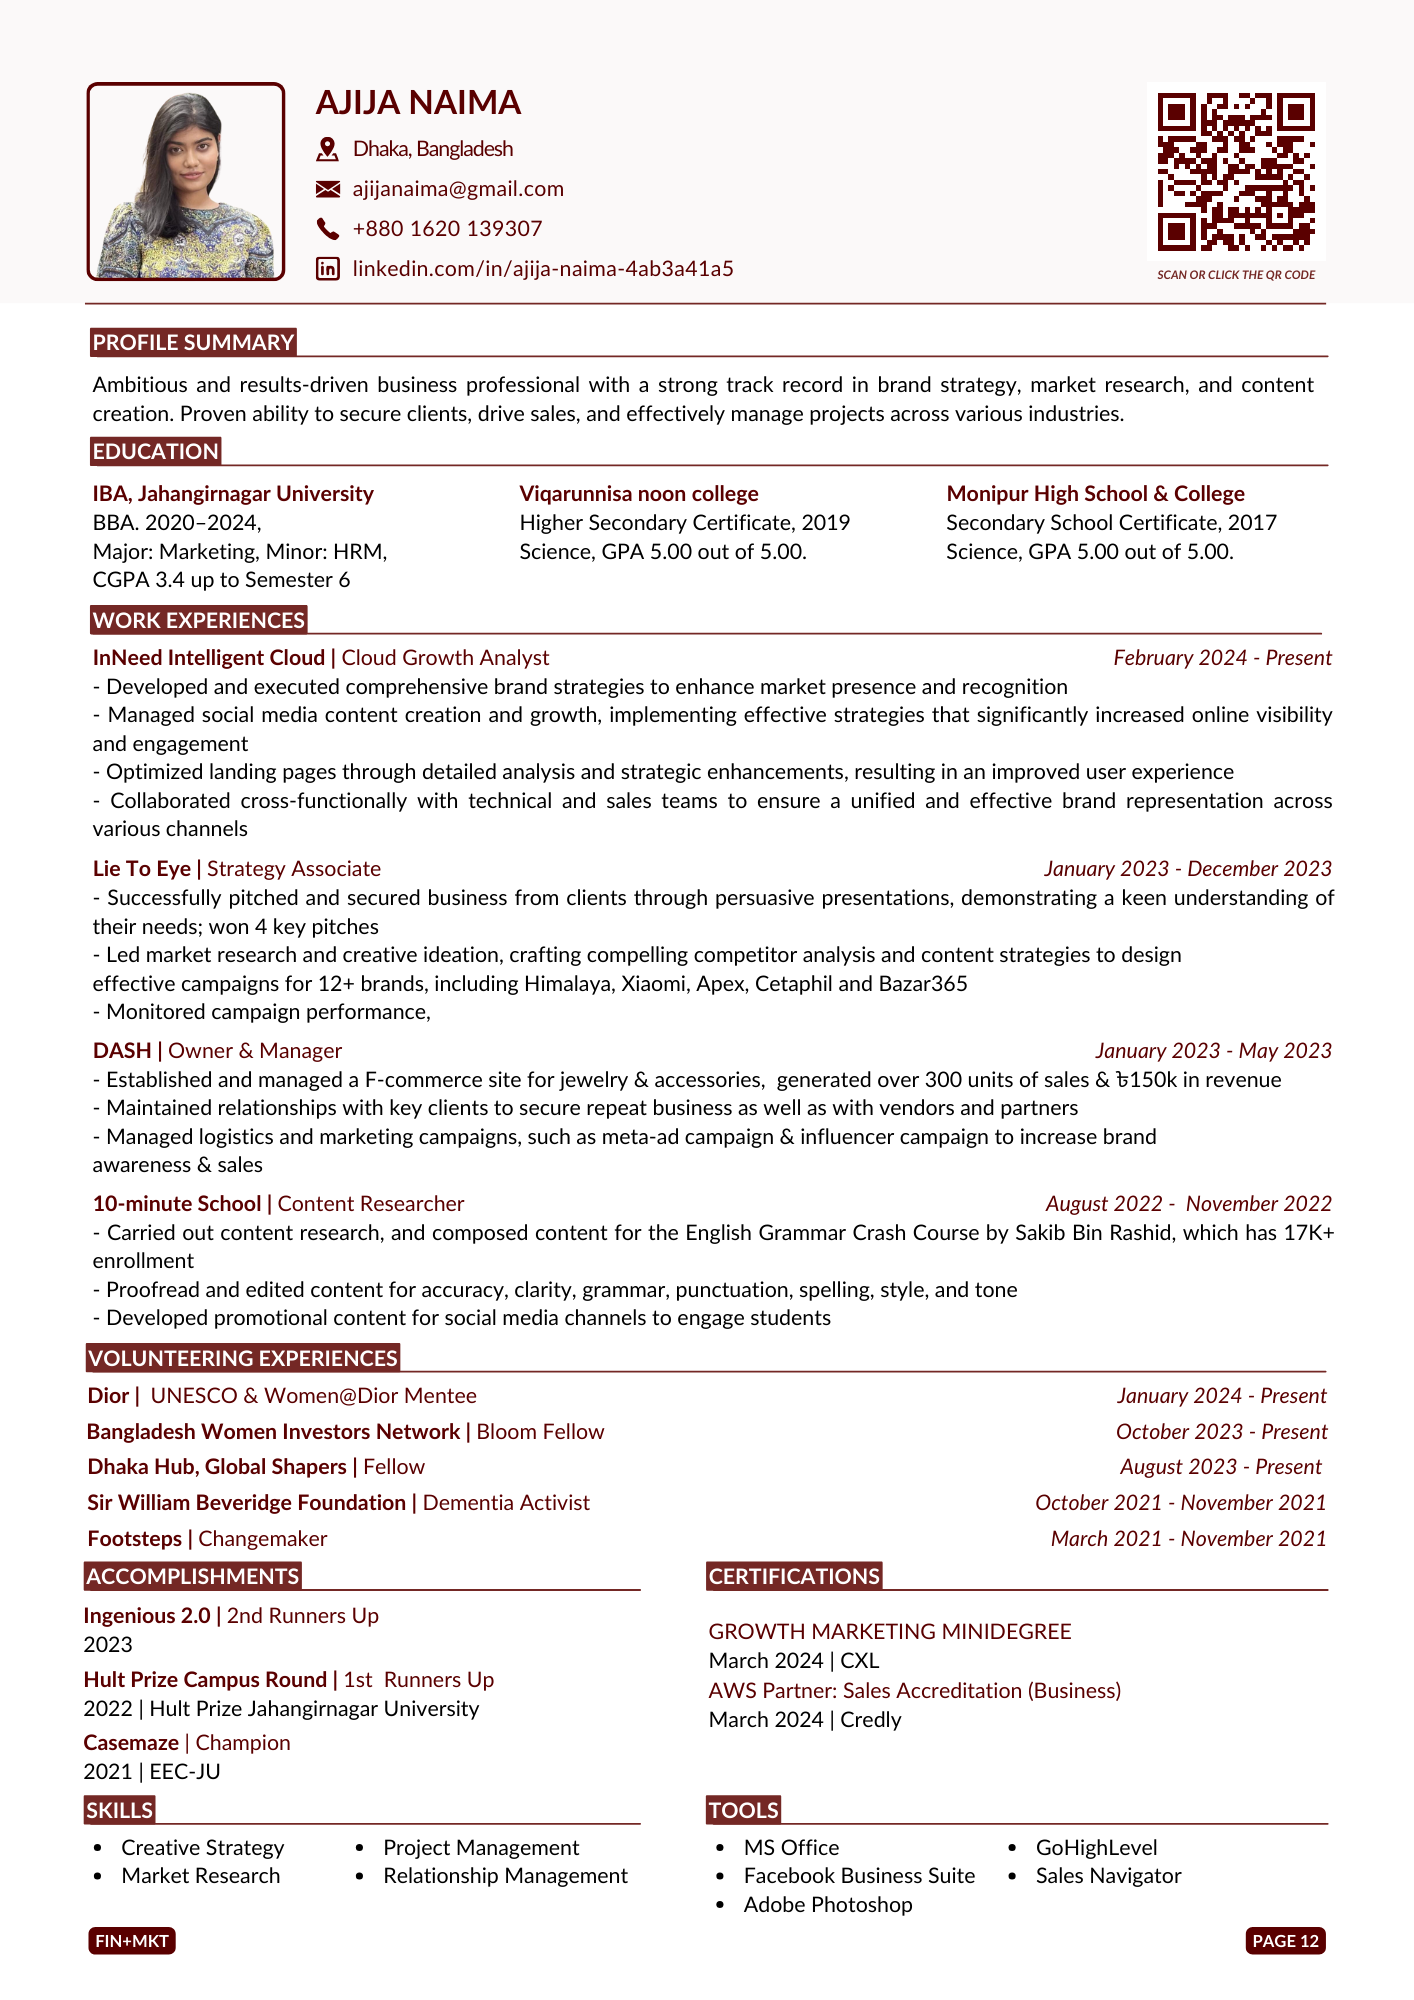 AJIJA NAIMA
Dhaka, Bangladesh
ajijanaima@gmail.com
+880 1620 139307
linkedin.com/in/ajija-naima-4ab3a41a5
SCAN OR CLICK THE QR CODE
PROFILE SUMMARY
Ambitious and results-driven business professional with a strong track record in brand strategy, market research, and content
creation. Proven ability to secure clients, drive sales, and effectively manage projects across various industries.
EDUCATION
IBA, Jahangirnagar University
BBA. 2020–2024,
Major: Marketing, Minor: HRM,
CGPA 3.4 up to Semester 6
Viqarunnisa noon college
Higher Secondary Certificate, 2019
Science, GPA 5.00 out of 5.00.
Monipur High School & College
Secondary School Certificate, 2017
Science, GPA 5.00 out of 5.00.
WORK EXPERIENCES
InNeed Intelligent Cloud | Cloud Growth Analyst February 2024 - Present
- Developed and executed comprehensive brand strategies to enhance market presence and recognition
- Managed social media content creation and growth, implementing effective strategies that significantly increased online visibility
and engagement
- Optimized landing pages through detailed analysis and strategic enhancements, resulting in an improved user experience
- Collaborated cross-functionally with technical and sales teams to ensure a unified and effective brand representation across
various channels
Lie To Eye | Strategy Associate January 2023 - December 2023
- Successfully pitched and secured business from clients through persuasive presentations, demonstrating a keen understanding of
their needs; won 4 key pitches
- Led market research and creative ideation, crafting compelling competitor analysis and content strategies to design
effective campaigns for 12+ brands, including Himalaya, Xiaomi, Apex, Cetaphil and Bazar365
- Monitored campaign performance,
DASH | Owner & Manager January 2023 - May 2023
- Established and managed a F-commerce site for jewelry & accessories, generated over 300 units of sales & ৳150k in revenue
- Maintained relationships with key clients to secure repeat business as well as with vendors and partners
- Managed logistics and marketing campaigns, such as meta-ad campaign & influencer campaign to increase brand
awareness & sales
10-minute School | Content Researcher August 2022 - November 2022
- Carried out content research, and composed content for the English Grammar Crash Course by Sakib Bin Rashid, which has 17K+
enrollment
- Proofread and edited content for accuracy, clarity, grammar, punctuation, spelling, style, and tone
- Developed promotional content for social media channels to engage students
VOLUNTEERING EXPERIENCES
Dior | UNESCO & Women@Dior Mentee January 2024 - Present
Bangladesh Women Investors Network | Bloom Fellow October 2023 - Present
Dhaka Hub, Global Shapers | Fellow August 2023 - Present
Sir William Beveridge Foundation | Dementia Activist October 2021 - November 2021
Footsteps | Changemaker March 2021 - November 2021
ACCOMPLISHMENTS
Ingenious 2.0 | 2nd Runners Up
2023
Hult Prize Campus Round | 1st Runners Up
2022 | Hult Prize Jahangirnagar University
Casemaze | Champion
2021 | EEC-JU
CERTIFICATIONS
GROWTH MARKETING MINIDEGREE
March 2024 | CXL
AWS Partner: Sales Accreditation (Business)
March 2024 | Credly
SKILLS
• Creative Strategy
• Market Research
• Project Management
• Relationship Management
TOOLS
• MS Office
• Facebook Business Suite
• Adobe Photoshop
• GoHighLevel
• Sales Navigator
FIN+MKT
PAGE 12